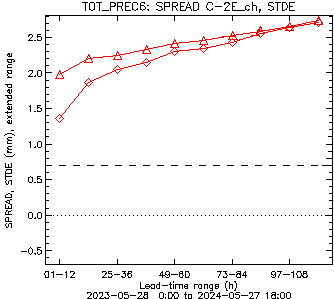 TOT_PREC6: SPREAD C-2E_ch, STDE
SPREAD, STDE (mm), extended range
2.5
2.0
1.5
1.0
0.5
0.0
-0.5
01-12 25-36 49-60 73-84 97-108
Lead-time range (h)
2023-05-28 0:00 to 2024-05-27 18:00